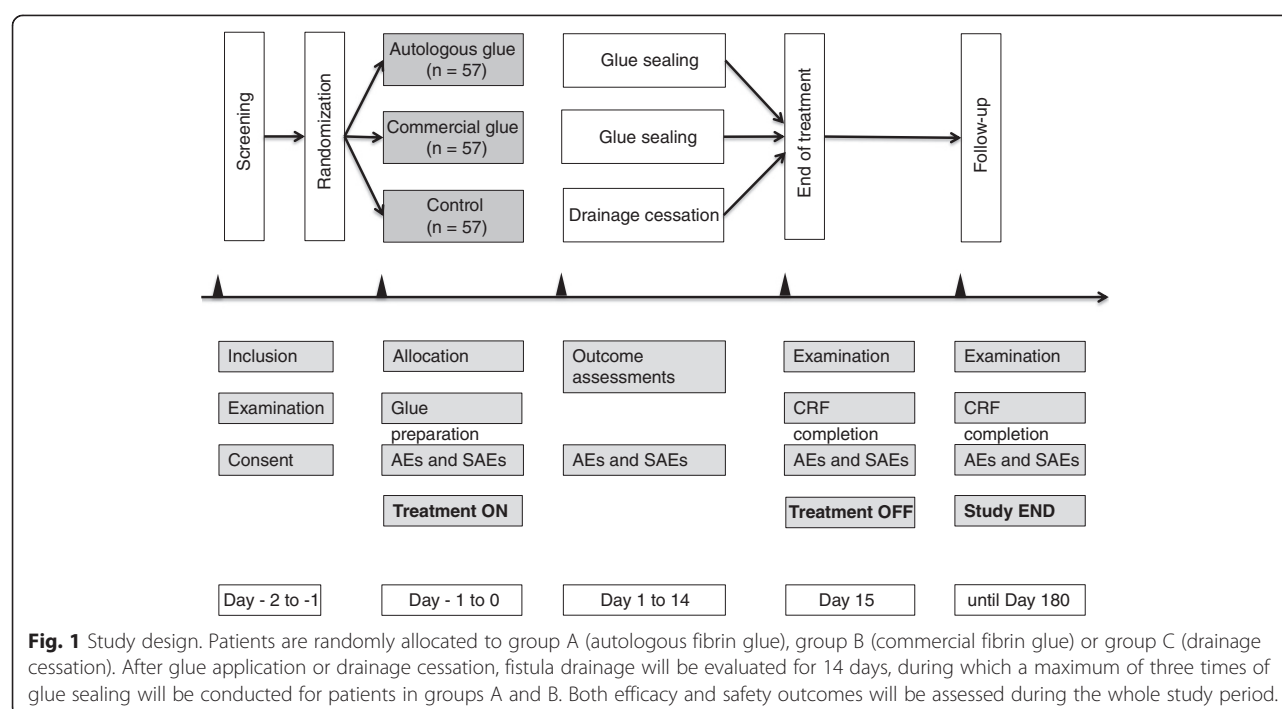 Screening
Randomization
Autologous glue
(n = 57)
Commercial glue
(n = 57)
Control
(n = 57)
Glue sealing
Glue sealing
Drainage cessation
End of treatment
Follow-up
Inclusion
Examination
Consent
Allocation
Glue
preparation
AEs and SAEs
Treatment ON
Outcome
assessments
AEs and SAEs
Examination
CRF
completion
AEs and SAEs
Treatment OFF
Examination
CRF
completion
AEs and SAEs
Study END
Day - 2 to -1
Day - 1 to 0
Day 1 to 14
Day 15
until Day 180
Fig. 1 Study design. Patients are randomly allocated to group A (autologous fibrin glue), group B (commercial fibrin glue) or group C (drainage
cessation). After glue application or drainage cessation, fistula drainage will be evaluated for 14 days, during which a maximum of three times of
glue sealing will be conducted for patients in groups A and B. Both efficacy and safety outcomes will be assessed during the whole study period.